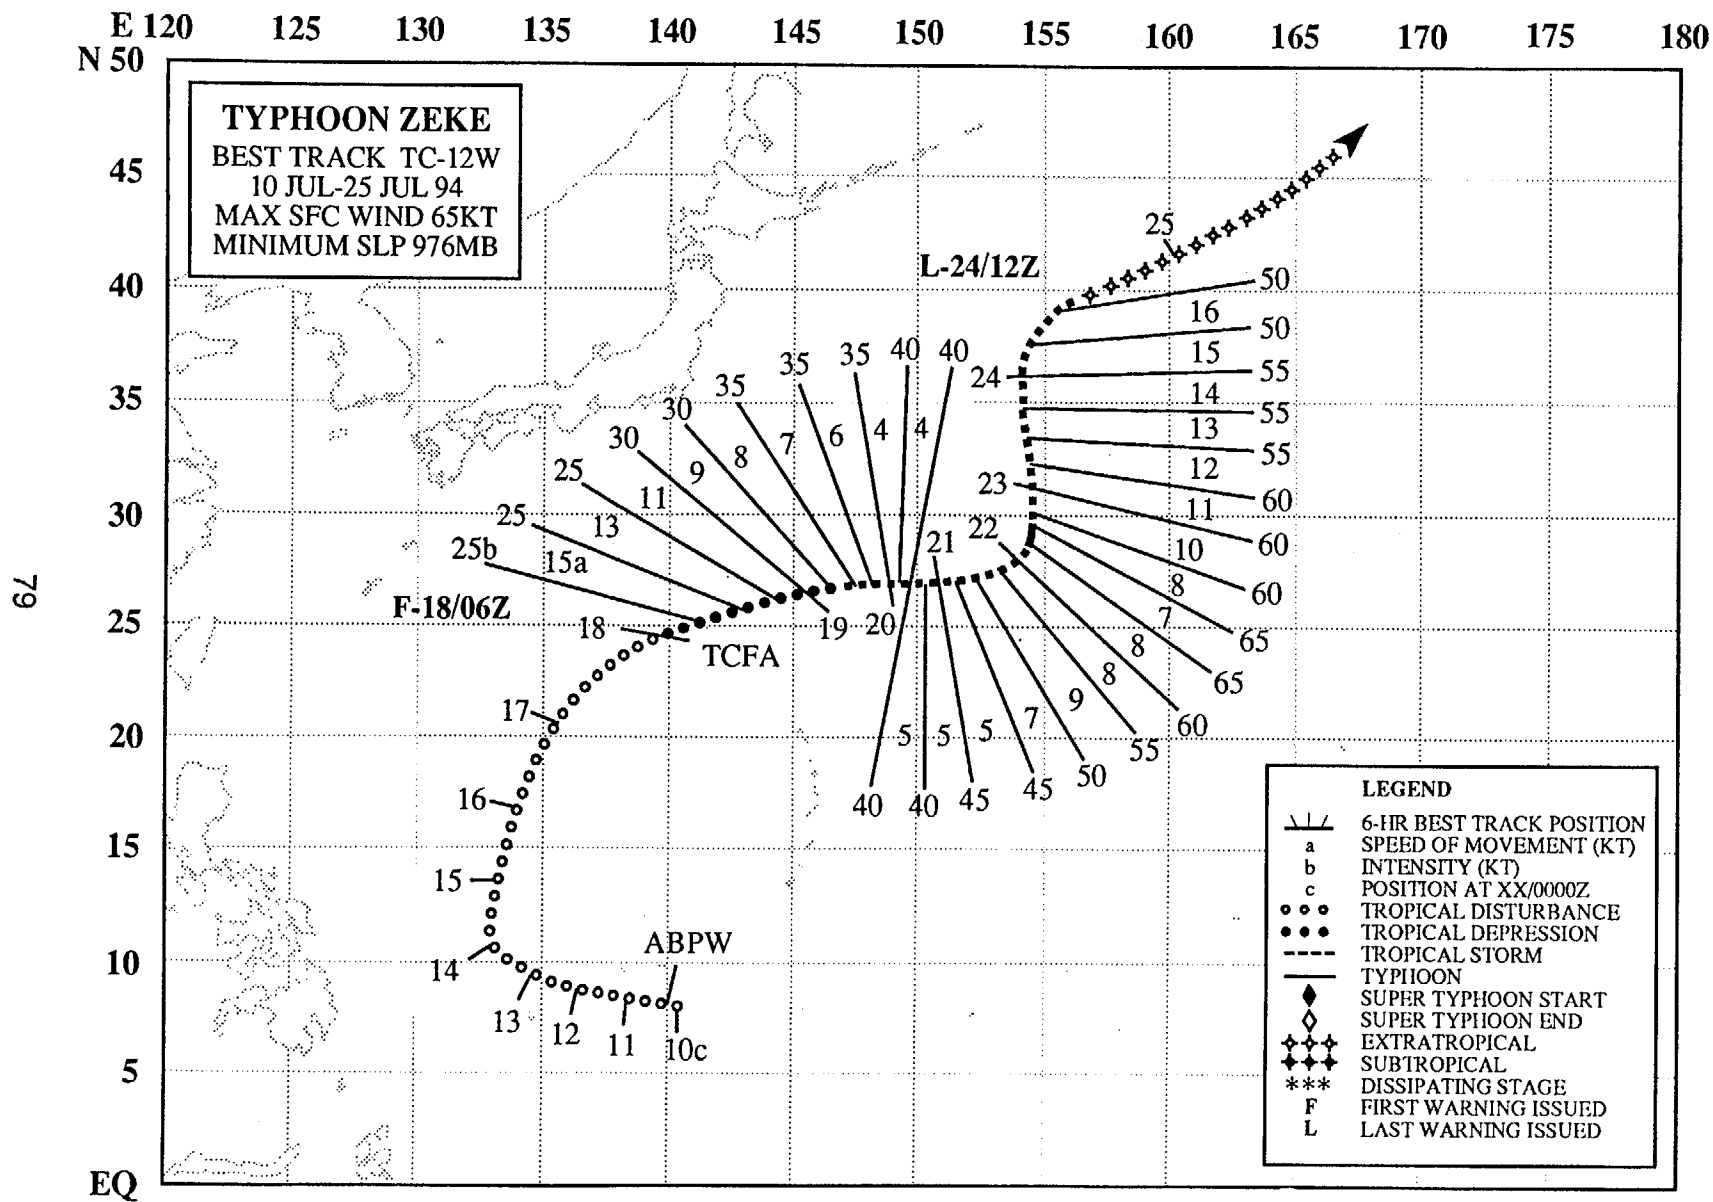 E 120 125 130 135 140 145 150 155 160 165 170 175 180
N 50
TYPHOON ZEKE
BEST TRACK TC-12W
10 JUL-25 JUL 94
MAX SFC WIND 65KT
MINIMUM SLP 976MB
45
25
L-24/12Z
40
50
16
50
15
24
55
14
55
13
55
12
23
60
11
60
10
60
8
65
7
65
8
60
8
55
9
50
7
45
5
45
5
40
5
40
35
30
25
20
15
10
5
EQ
35
35
40
40
35
30
30
25
25
25b
15a
13
11
9
8
7
6
4
4
21
22
F-18/06Z
18
TCFA
19
20
17
16
15
14
13
12
11
10c
ABPW
79
LEGEND
6-HR BEST TRACK POSITION
a SPEED OF MOVEMENT (KT)
b INTENSITY (KT)
c POSITION AT XX/0000Z
TROPICAL DISTURBANCE
TROPICAL DEPRESSION
TROPICAL STORM
TYPHOON
SUPER TYPHOON START
SUPER TYPHOON END
EXTRATROPICAL
SUBTROPICAL
*** DISSIPATING STAGE
F FIRST WARNING ISSUED
L LAST WARNING ISSUED